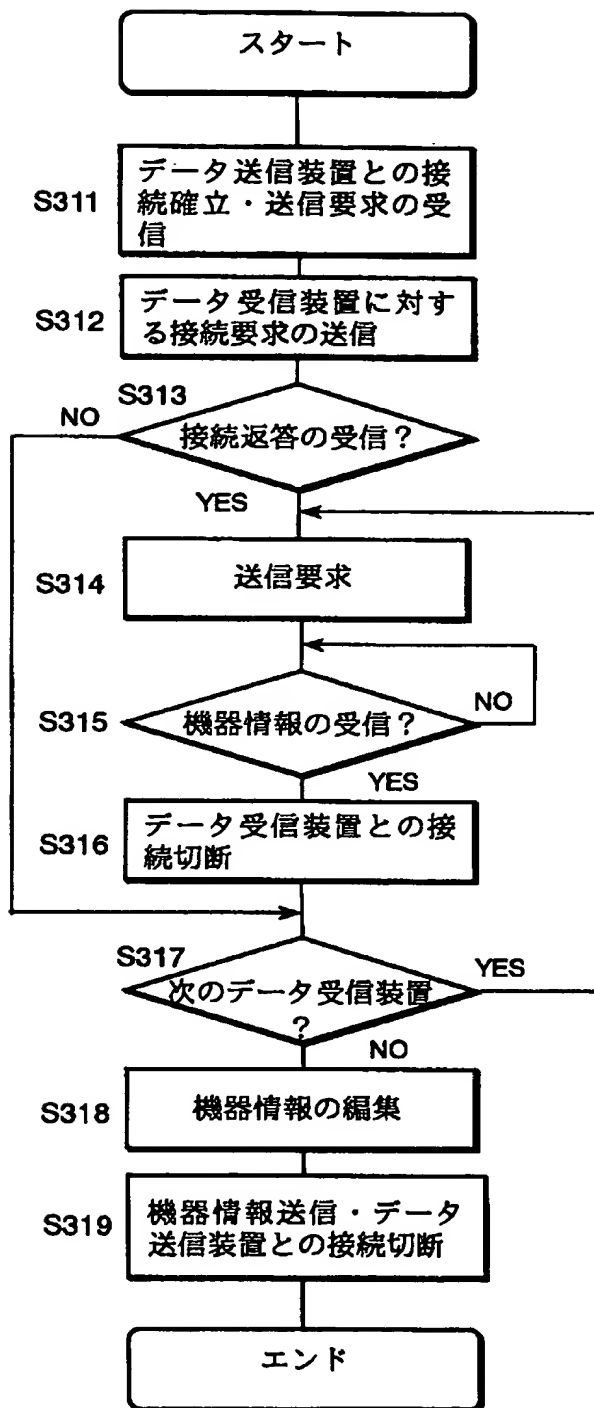 スタート
S311
データ送信装置との接
続確立・送信要求の受
信
S312
データ受信装置に対す
る接続要求の送信
S313
NO
接続返答の受信？
YES
S314
送信要求
S315
機器情報の受信？
NO
YES
S316
データ受信装置との接
続切断
S317
次のデータ受信装置
？
YES
NO
S318
機器情報の編集
S319
機器情報送信・データ
送信装置との接続切断
エンド